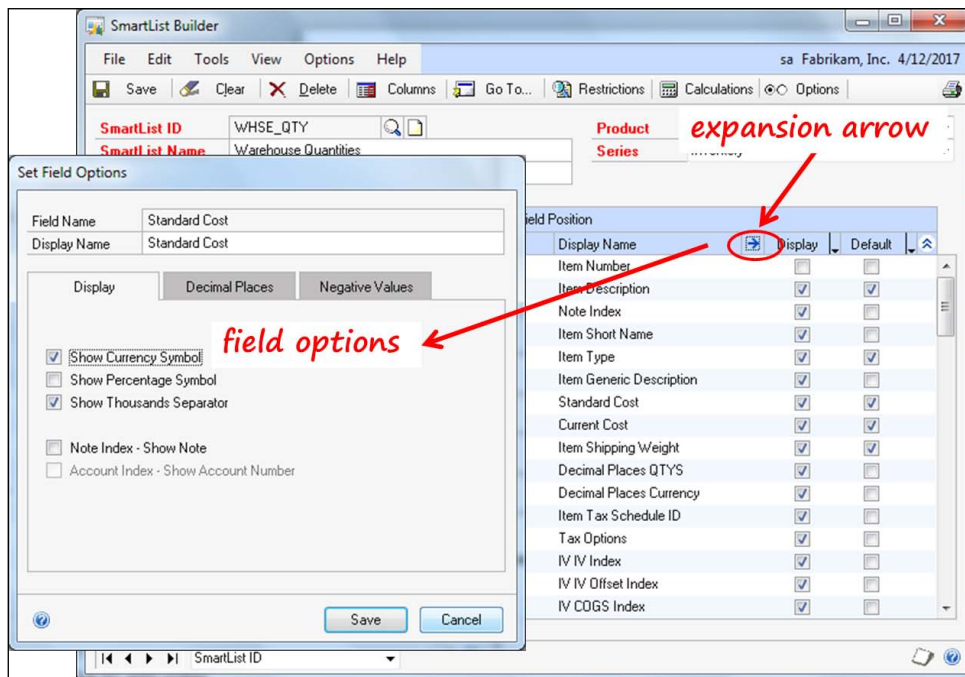 SmartList Builder
File Edit Tools View Options Help
sa Fabrikam, Inc. 4/12/2017
Save Clear Delete Columns Go To... Restrictions Calculations Options
SmartList ID WHSE_QTY Product
expansion arrow
SmartList Name Warehouse Quantities Series
Set Field Options
Field Name Standard Cost
Display Name Standard Cost
Display Decimal Places Negative Values
field options
Show Currency Symbol
Show Percentage Symbol
Show Thousands Separator
Note Index - Show Note
Account Index - Show Account Number
Save Cancel
Field Position
Display Name Display Default
Item Number
Item Description
Note Index
Item Short Name
Item Type
Item Generic Description
Standard Cost
Current Cost
Item Shipping Weight
Decimal Places QTYS
Decimal Places Currency
Item Tax Schedule ID
Tax Options
IV IV Index
IV IV Offset Index
IV COGS Index
SmartList ID